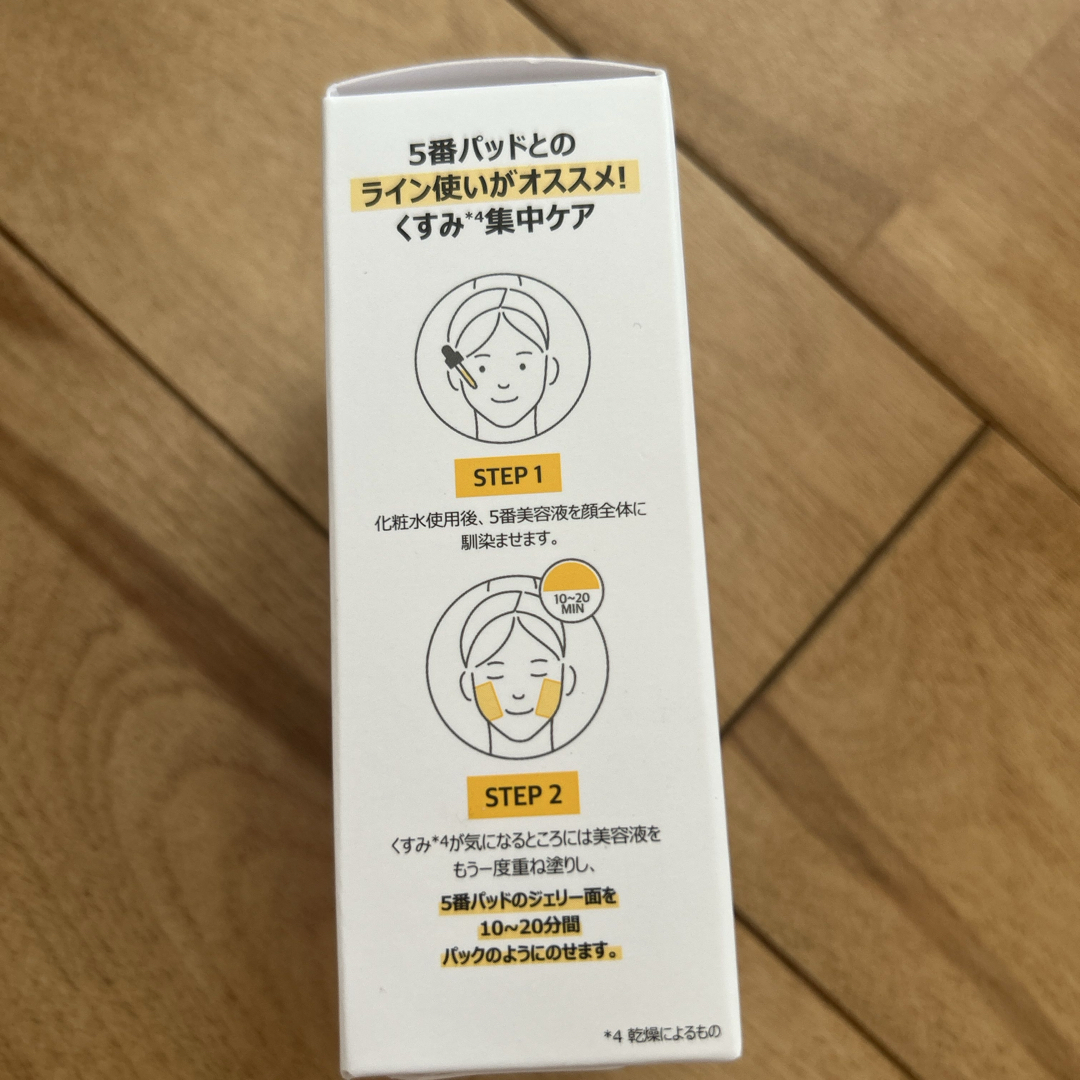 5番パッドとの
ライン使いがオススメ!
くすみ*4集中ケア
STEP 1
化粧水使用後、5番美容液を顔全体に
馴染ませます。
10~20
MIN
STEP 2
くすみ*4が気になるところには美容液を
もう一度重ね塗りし、
5番パッドのジェリー面を
10~20分間
パックのようにのせます。
*4 乾燥によるもの